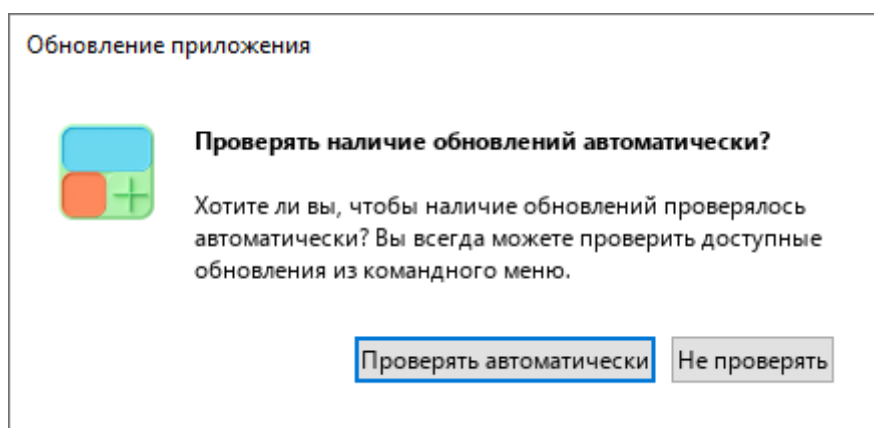 Обновление приложения
Проверять наличие обновлений автоматически?
Хотите ли вы, чтобы наличие обновлений проверялось
автоматически? Вы всегда можете проверить доступные
обновления из командного меню.
Проверять автоматически
Не проверять